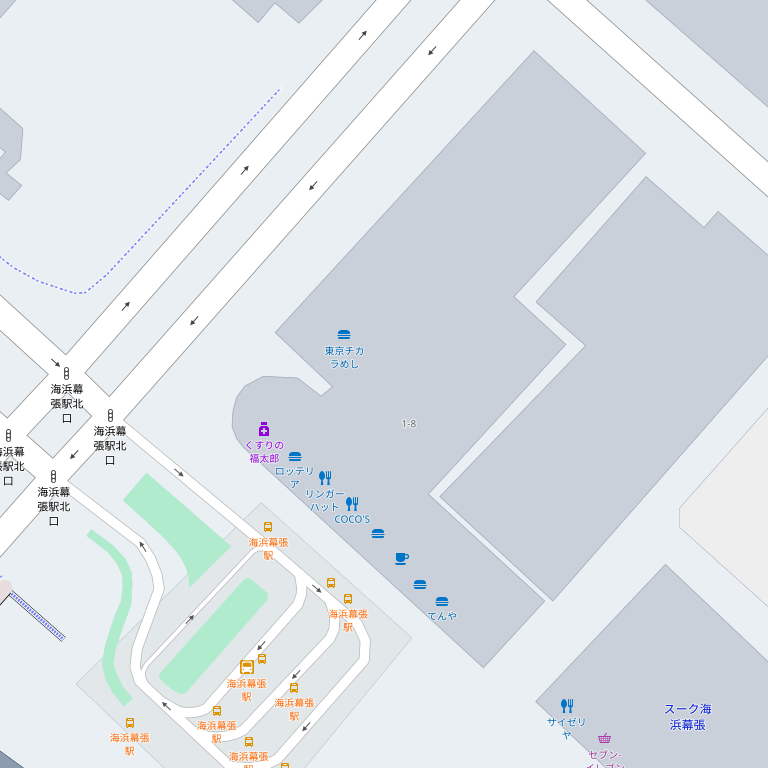 東京チカ
らめし
海浜幕
張駅北
口
海浜幕
張駅北
口
1-8
くすりの
福太郎
海浜幕
張駅北
口
ロッテリ
ア
海浜幕
張駅北
口
リンガー
ハット
COCO'S
海浜幕張
駅
てんや
海浜幕張
駅
海浜幕張
駅
海浜幕張
駅
スーク海
浜幕張
サイゼリ
ヤ
海浜幕張
駅
海浜幕張
駅
海浜幕張
駅
セブン-
イレブン